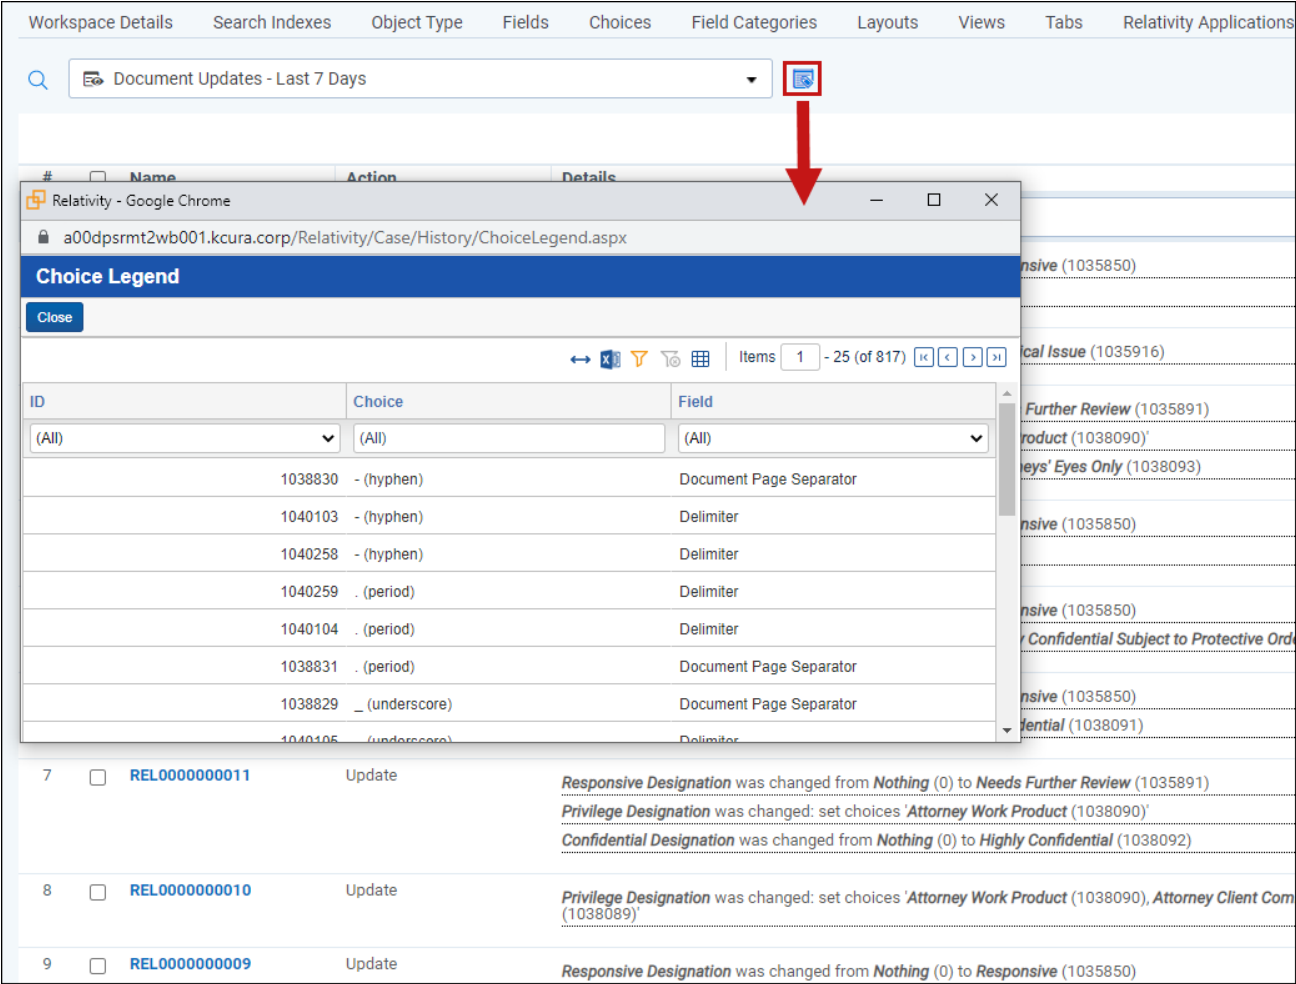 Workspace Details Search Indexes Object Type Fields Choices Field Categories Layouts Views Tabs Relativity Applications
Document Updates - Last 7 Days
# Name Action Details
Relativity - Google Chrome
a00dpsrmt2wb001.kcura.corp/Relativity/Case/History/ChoiceLegend.aspx
Choice Legend
Close
Items 1 - 25 (of 817)
ID Choice Field
(All) (All) (All)
1038830 - (hyphen) Document Page Separator
1040103 - (hyphen) Delimiter
1040258 - (hyphen) Delimiter
1040259 . (period) Delimiter
1040104 . (period) Delimiter
1038831 . (period) Document Page Separator
1038829 _ (underscore) Document Page Separator
1040105 _ (underscore) Delimiter
nsive (1035850)
ical Issue (1035916)
Further Review (1035891)
roduct (1038090)'
neys' Eyes Only (1038093)
nsive (1035850)
nsive (1035850)
y Confidential Subject to Protective Orde
nsive (1035850)
dential (1038091)
7 REL0000000011 Update Responsive Designation was changed from Nothing (0) to Needs Further Review (1035891)
Privilege Designation was changed: set choices 'Attorney Work Product (1038090)'
Confidential Designation was changed from Nothing (0) to Highly Confidential (1038092)
8 REL0000000010 Update Privilege Designation was changed: set choices 'Attorney Work Product (1038090), Attorney Client Com
(1038089)'
9 REL0000000009 Update Responsive Designation was changed from Nothing (0) to Responsive (1035850)